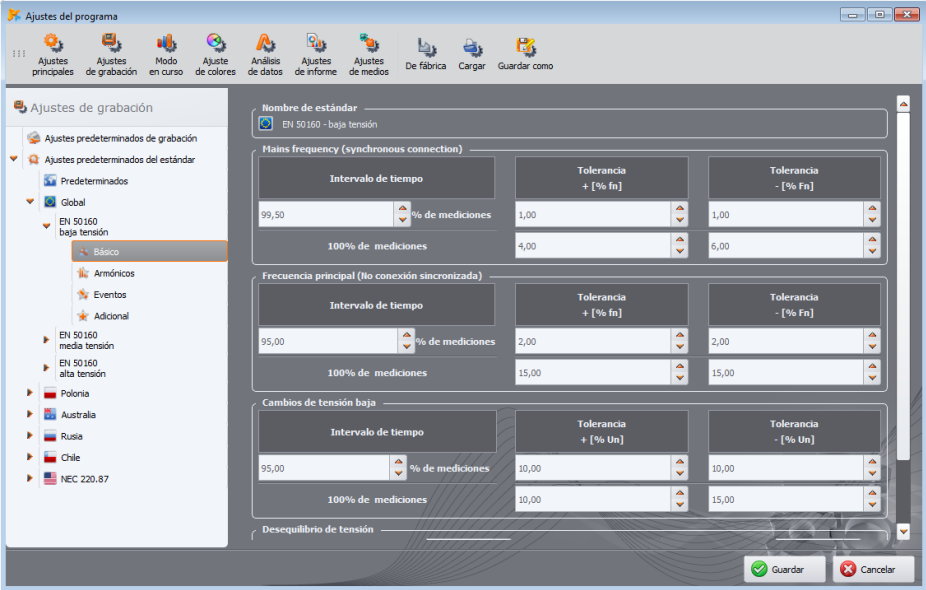 Ajustes del programa
Ajustes principales
Ajustes de grabación
Modo en curso
Ajuste de colores
Análisis de datos
Ajustes de informe
Ajustes de medios
De fábrica
Cargar
Guardar como
Ajustes de grabación
Ajustes predeterminados de grabación
Ajustes predeterminados del estándar
Predeterminados
Global
EN 50160
baja tensión
Básico
Armónicos
Eventos
Adicional
EN 50160
media tensión
EN 50160
alta tensión
Polonia
Australia
Rusia
Chile
NEC 220.87
Nombre de estándar
EN 50160 - baja tensión
Mains frequency (synchronous connection)
Intervalo de tiempo
Tolerancia
+ [% fn]
Tolerancia
- [% Fn]
99,50 % de mediciones 1,00 1,00
100% de mediciones 4,00 6,00
Frecuencia principal (No conexión sincronizada)
Intervalo de tiempo
Tolerancia
+ [% fn]
Tolerancia
- [% Fn]
95,00 % de mediciones 2,00 2,00
100% de mediciones 15,00 15,00
Cambios de tensión baja
Intervalo de tiempo
Tolerancia
+ [% Un]
Tolerancia
- [% Un]
95,00 % de mediciones 10,00 10,00
100% de mediciones 10,00 15,00
Desequilibrio de tensión
Guardar
Cancelar